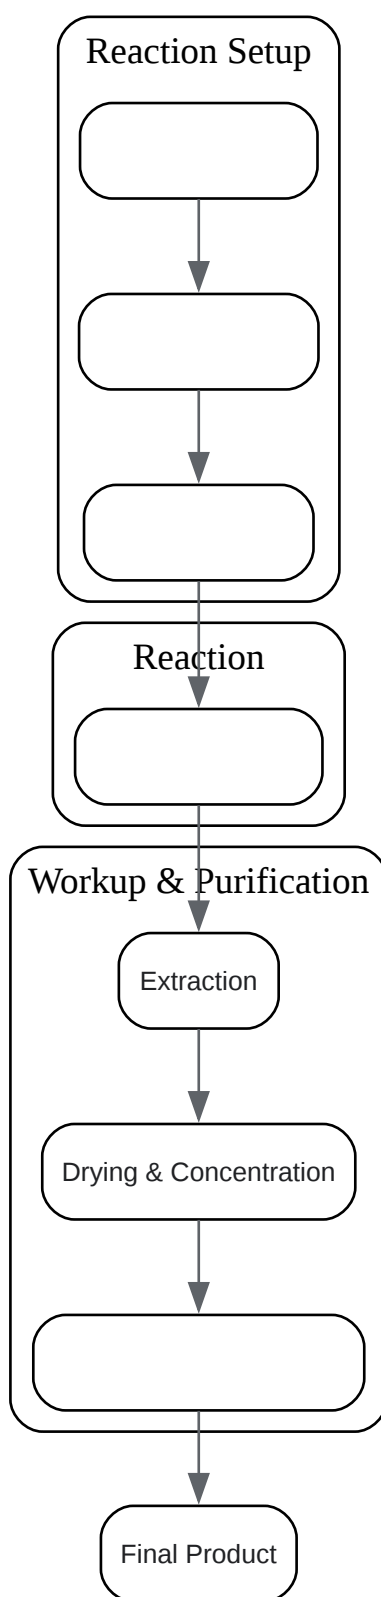 Reaction Setup
Reaction
Workup & Purification
Extraction
Drying & Concentration
Final Product